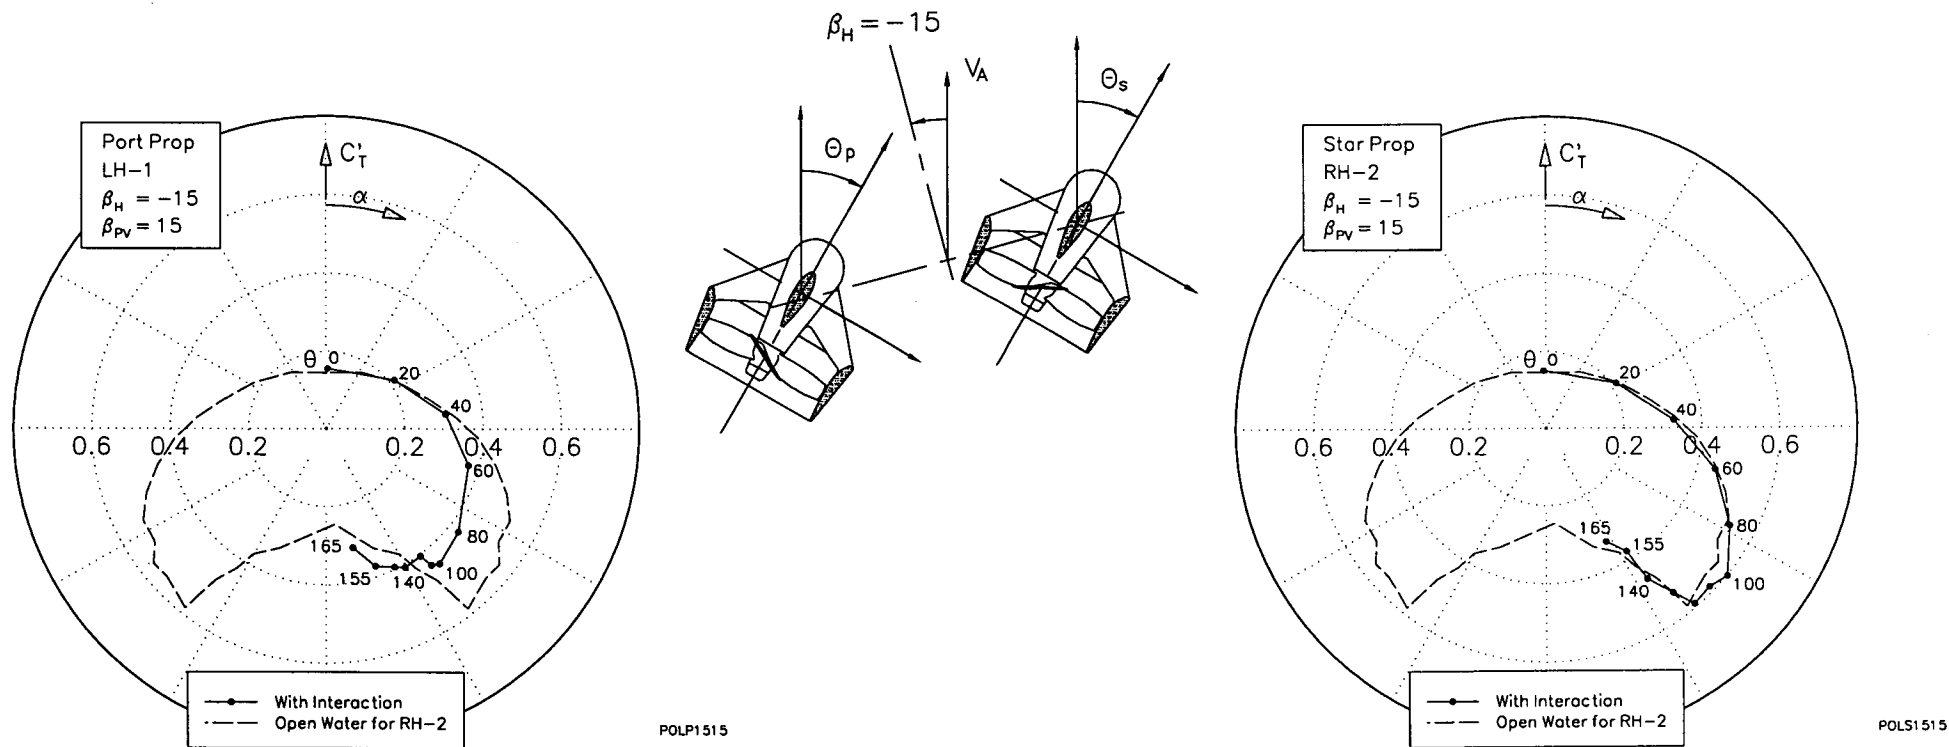 Port Prop
LH-1
β_H = -15
β_PV = 15
C'_T
α
θ 0
20
40
60
80
100
140
155
165
0.6
0.4
0.2
0.4
0.6
With Interaction
Open Water for RH-2
POLP1515
β_H = -15
V_A
Θ_p
Θ_s
Star Prop
RH-2
β_H = -15
β_PV = 15
C'_T
α
θ 0
20
40
60
80
100
140
155
165
0.6
0.4
0.2
0.4
0.6
With Interaction
Open Water for RH-2
POLS1515